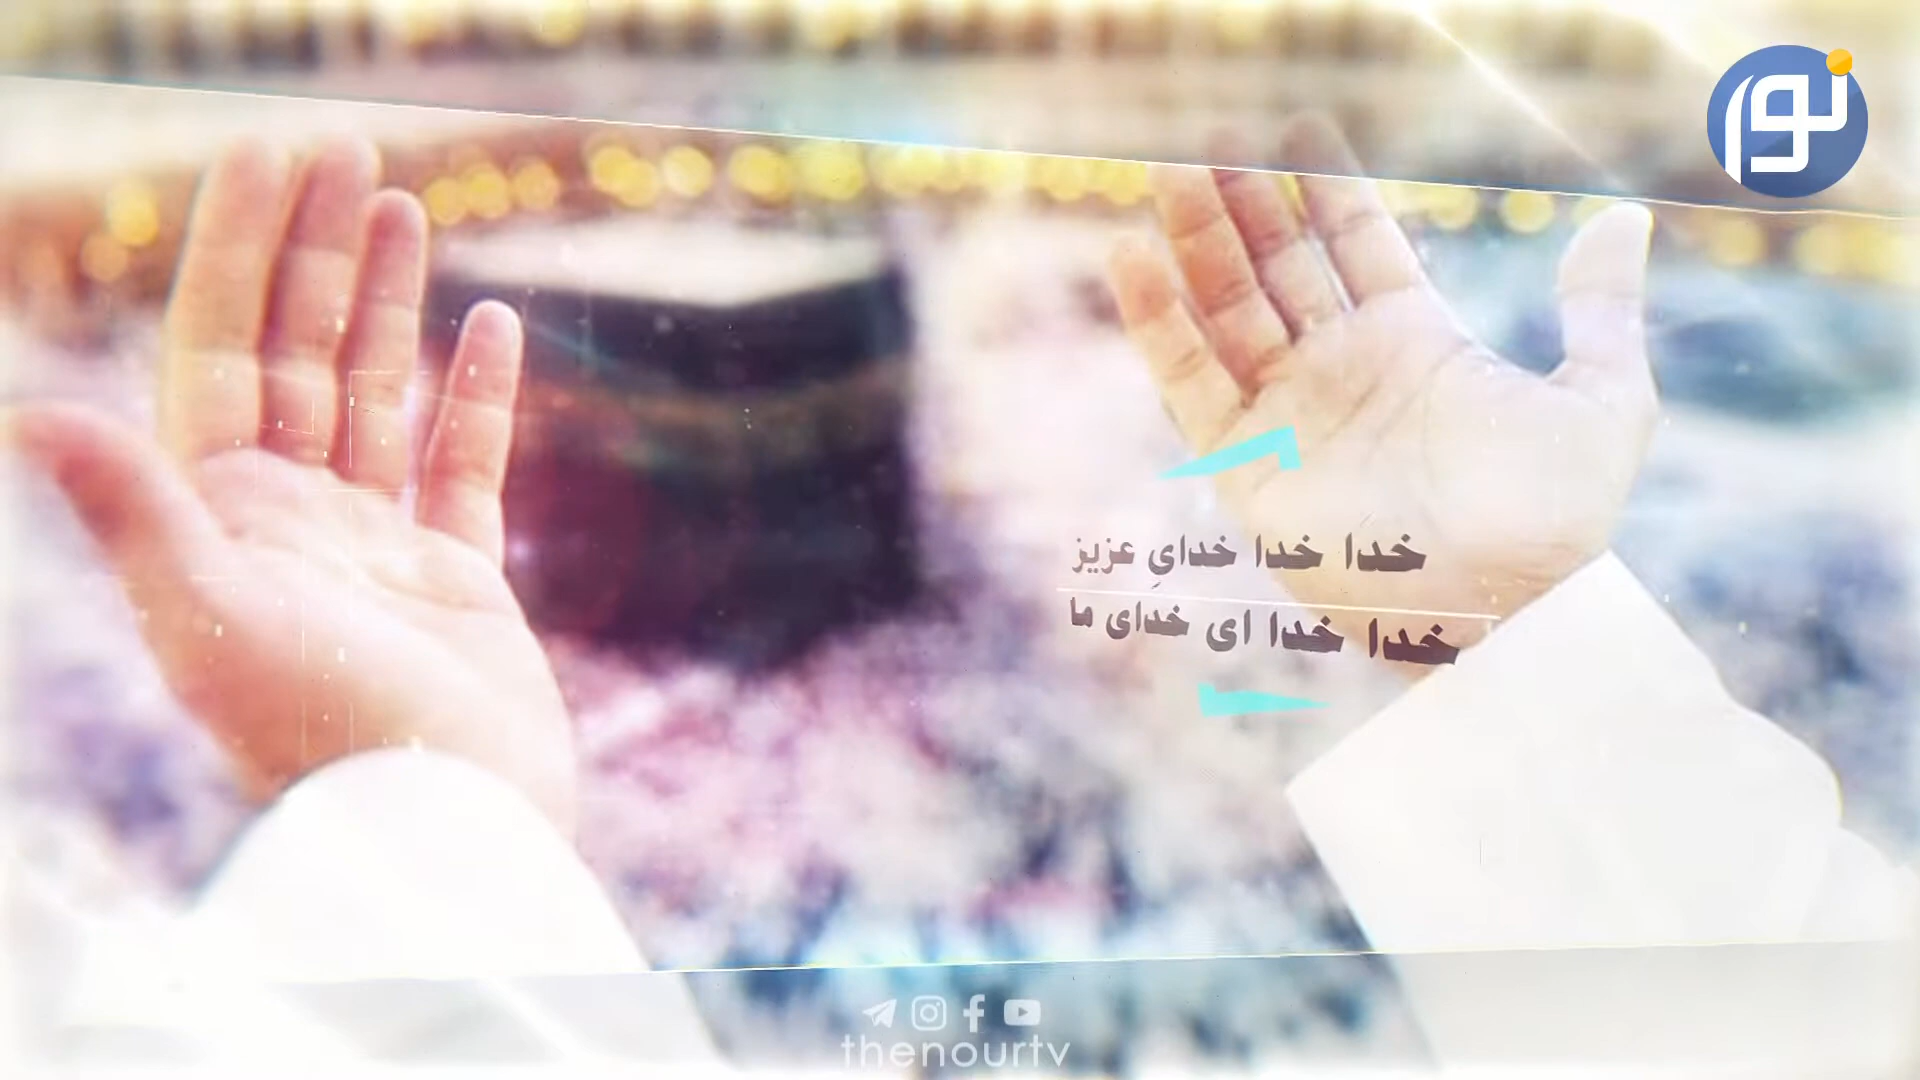 نور
خدا خدا خدایِ عزیز
خدا خدا ای خدای ما
thenourtv